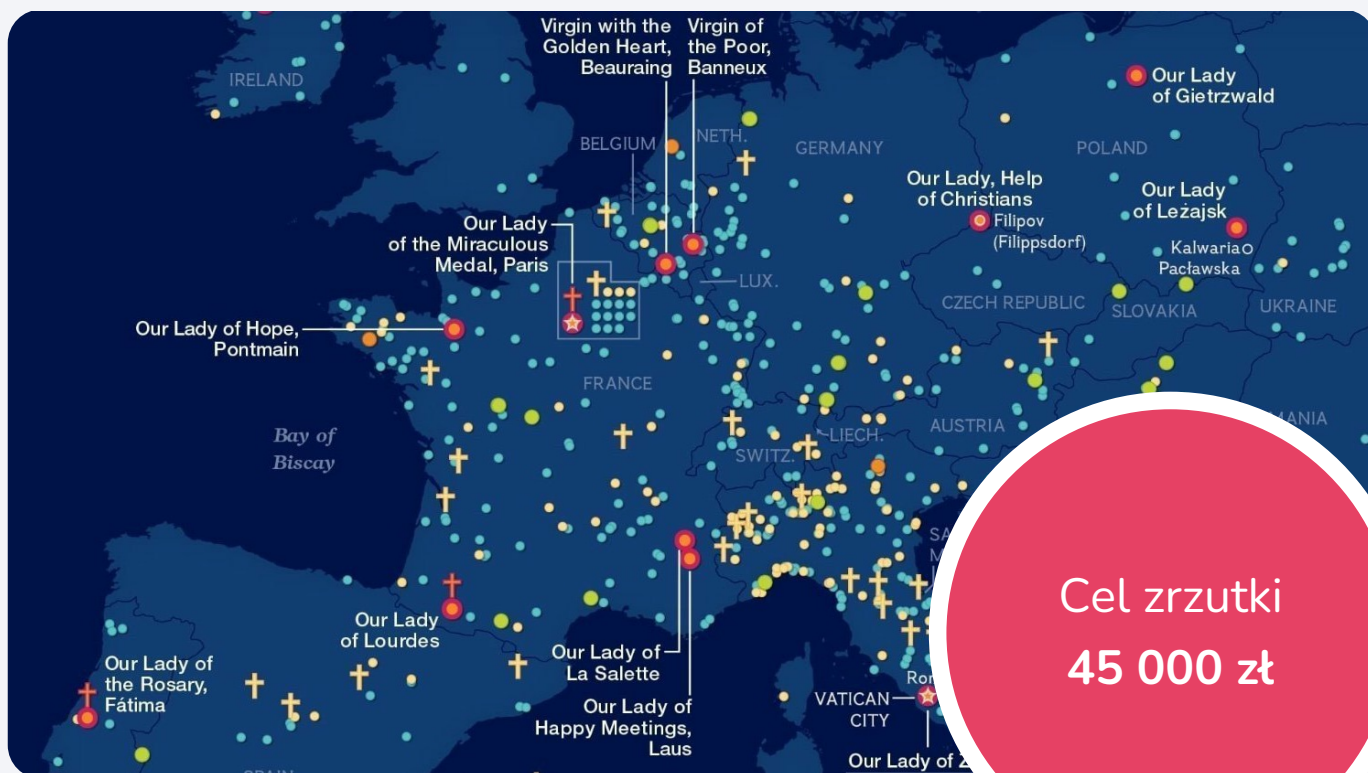 Virgin with the
Golden Heart,
Beauraing
Virgin of
the Poor,
Banneux
IRELAND
Our Lady
of Gietrzwald
BELGIUM
NETH.
GERMANY
POLAND
Our Lady, Help
of Christians
Filipov
(Filippsdorf)
Our Lady
of Leżajsk
Kalwaria
Pacławska
Our Lady
of the Miraculous
Medal, Paris
LUX.
CZECH REPUBLIC
SLOVAKIA
UKRAINE
Our Lady of Hope,
Pontmain
FRANCE
Bay of
Biscay
LIECH.
AUSTRIA
SWITZ.
Our Lady
of Lourdes
Our Lady of
La Salette
Our Lady of
the Rosary,
Fátima
Our Lady of
Happy Meetings,
Laus
VATICAN
CITY
Our Lady of
SPAIN
Cel zrzutki
45 000 zł